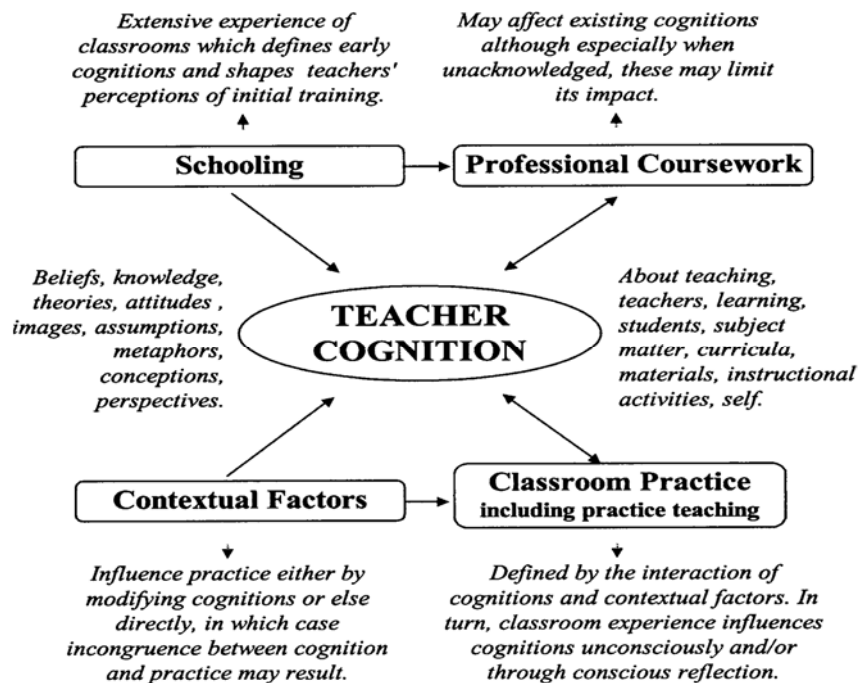 Extensive experience of
classrooms which defines early
cognitions and shapes teachers'
perceptions of initial training.
May affect existing cognitions
although especially when
unacknowledged, these may limit
its impact.
Schooling
Professional Coursework
Beliefs, knowledge,
theories, attitudes ,
images, assumptions,
metaphors,
conceptions,
perspectives.
TEACHER
COGNITION
About teaching,
teachers, learning,
students, subject
matter, curricula,
materials, instructional
activities, self.
Contextual Factors
Classroom Practice
including practice teaching
Influence practice either by
modifying cognitions or else
directly, in which case
incongruence between cognition
and practice may result.
Defined by the interaction of
cognitions and contextual factors. In
turn, classroom experience influences
cognitions unconsciously and/or
through conscious reflection.